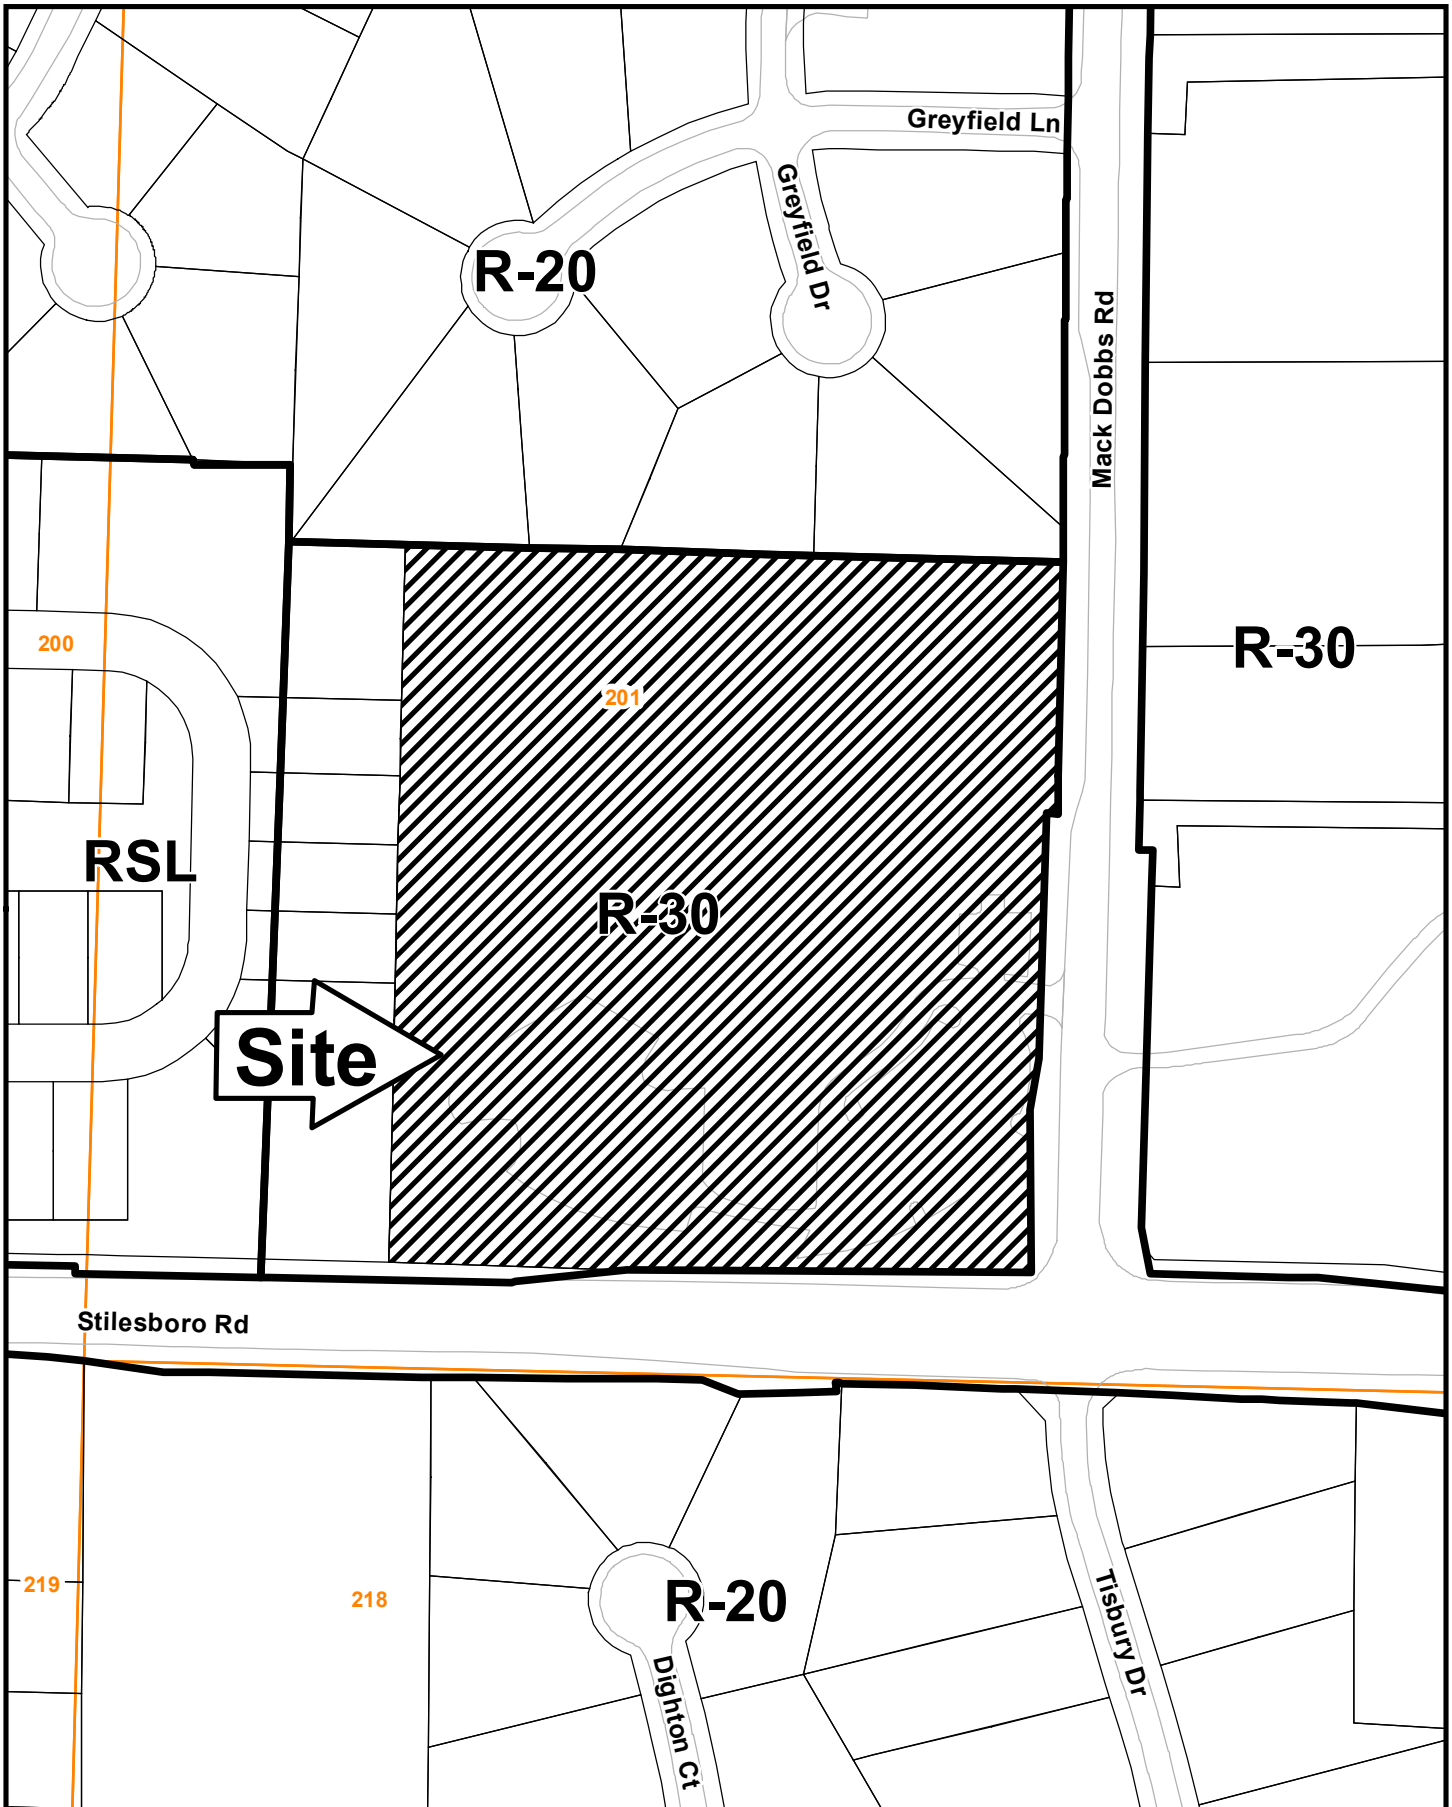 Greyfield Ln
Greyfield Dr
R-20
Mack Dobbs Rd
200
201
R-30
RSL
R-30
Site
Stilesboro Rd
219
218
R-20
Tisbury Dr
Dighton Ct